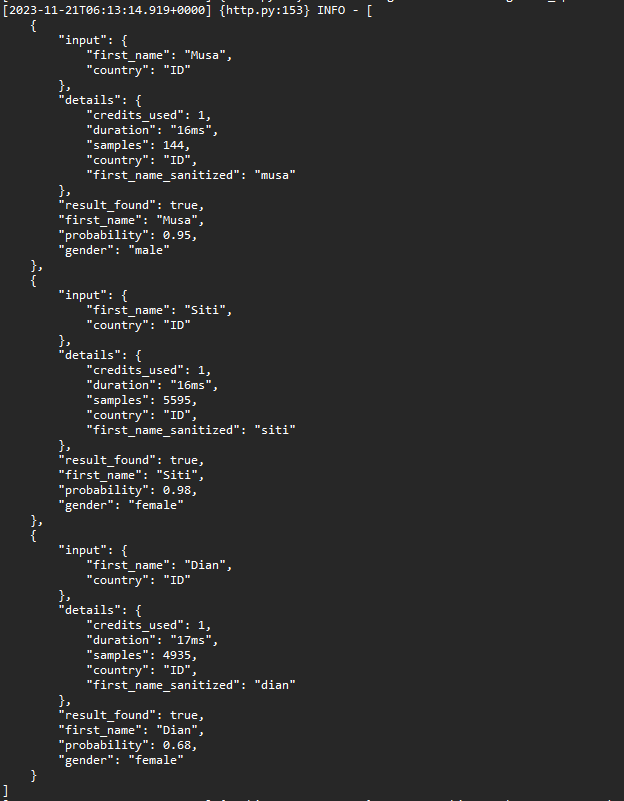 [2023-11-21T06:13:14.919+0000] {http.py:153} INFO - [
    {
        "input": {
            "first_name": "Musa",
            "country": "ID"
        },
        "details": {
            "credits_used": 1,
            "duration": "16ms",
            "samples": 144,
            "country": "ID",
            "first_name_sanitized": "musa"
        },
        "result_found": true,
        "first_name": "Musa",
        "probability": 0.95,
        "gender": "male"
    },
    {
        "input": {
            "first_name": "Siti",
            "country": "ID"
        },
        "details": {
            "credits_used": 1,
            "duration": "16ms",
            "samples": 5595,
            "country": "ID",
            "first_name_sanitized": "siti"
        },
        "result_found": true,
        "first_name": "Siti",
        "probability": 0.98,
        "gender": "female"
    },
    {
        "input": {
            "first_name": "Dian",
            "country": "ID"
        },
        "details": {
            "credits_used": 1,
            "duration": "17ms",
            "samples": 4935,
            "country": "ID",
            "first_name_sanitized": "dian"
        },
        "result_found": true,
        "first_name": "Dian",
        "probability": 0.68,
        "gender": "female"
    }
]